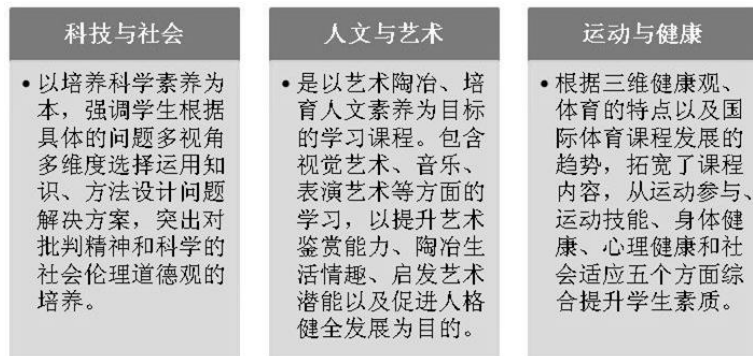 科技与社会
• 以培养科学素养为
本，强调学生根据
具体的问题多视角
多维度选择运用知
识、方法设计问题
解决方案，突出对
批判精神和科学的
社会伦理道德观的
培养。
人文与艺术
• 是以艺术陶冶、培
育人文素养为目标
的学习课程。包含
视觉艺术、音乐、
表演艺术等方面的
学习，以提升艺术
鉴赏能力、陶冶生
活情趣、启发艺术
潜能以及促进人格
健全发展为目的。
运动与健康
• 根据三维健康观、
体育的特点以及国
际体育课程发展的
趋势，拓宽了课程
内容，从运动参与、
运动技能、身体健
康、心理健康和社
会适应五个方面综
合提升学生素质。